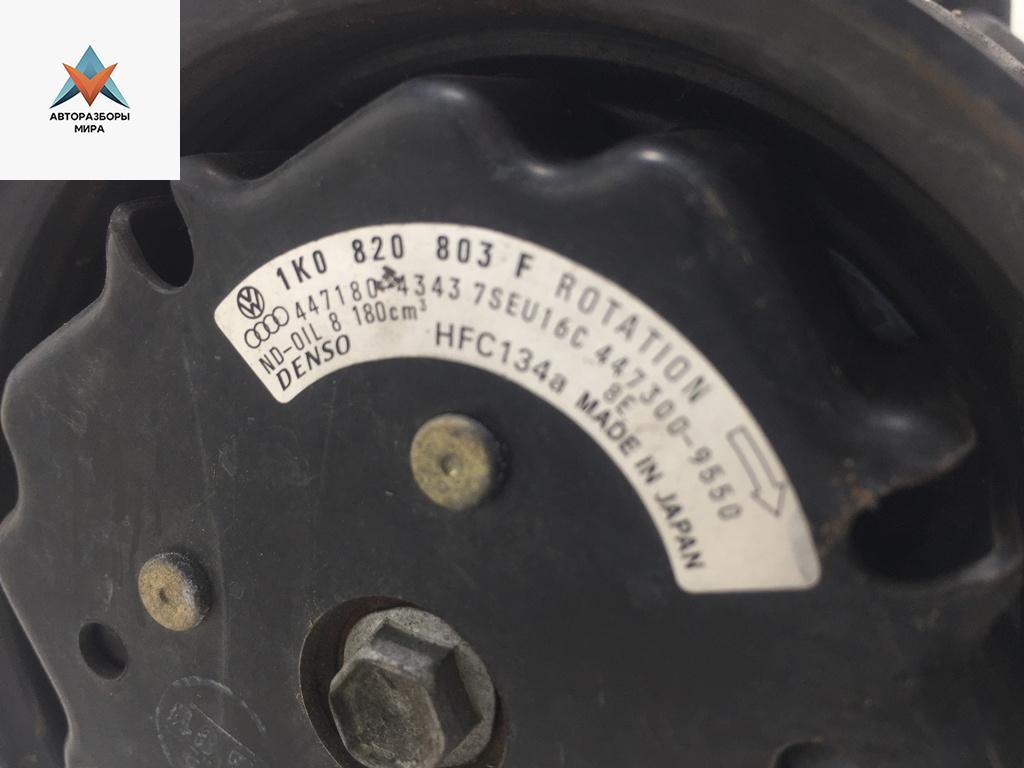 АВТОРАЗБОРЫ
МИРА
1K0 820 803 F ROTATION
447180-4343 7SEU16C 447300-9550
ND-OIL 8 180cm³ HFC134a 8E
DENSO MADE IN JAPAN